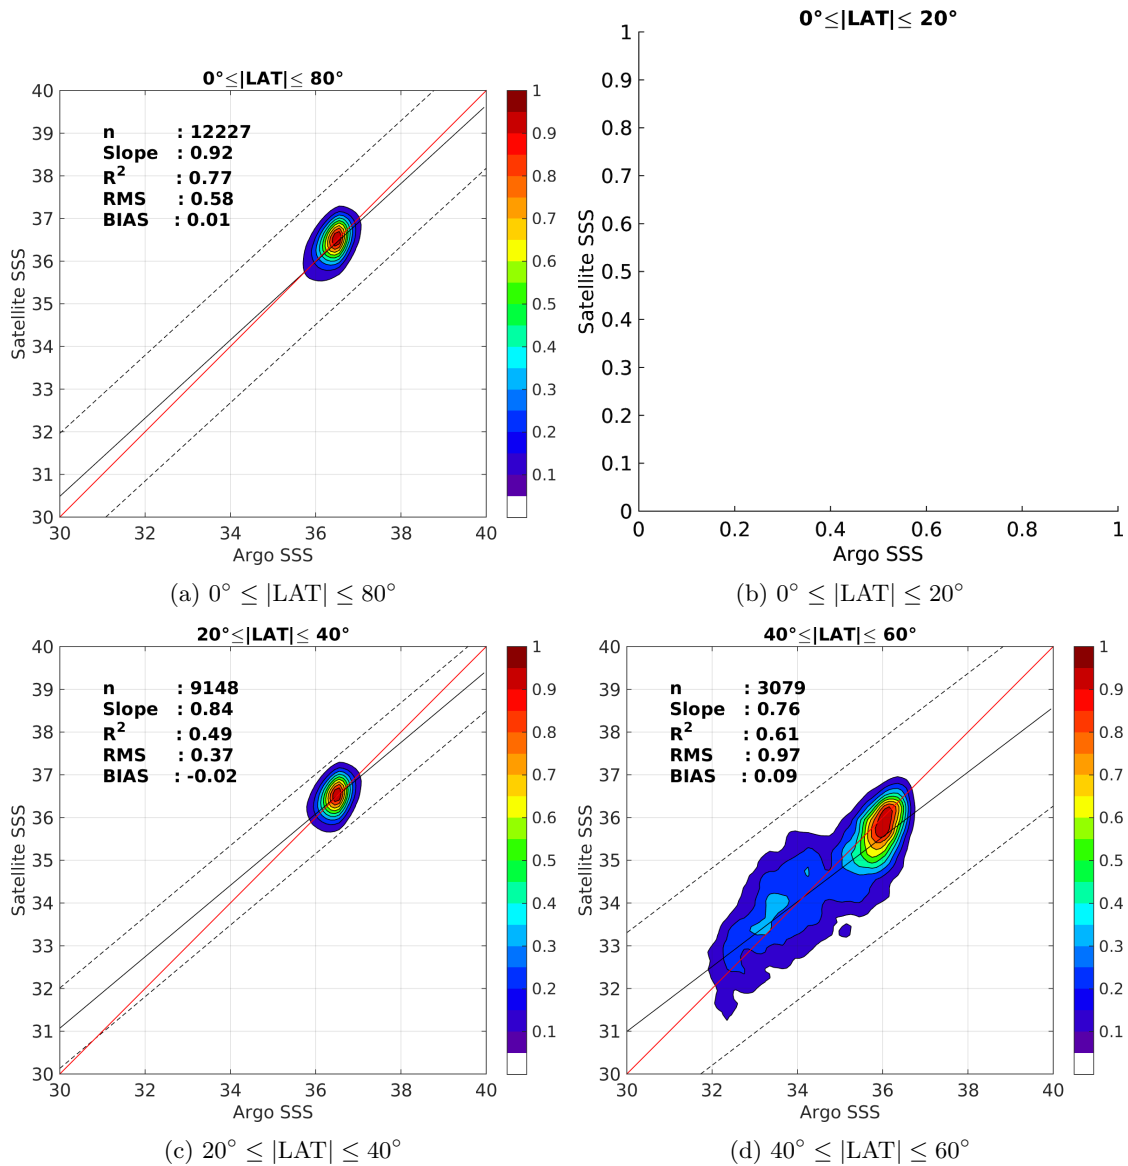 0°≤|LAT|≤ 80°
40
39
38
37
36
35
34
33
32
31
30
Satellite SSS
n : 12227
Slope : 0.92
R² : 0.77
RMS : 0.58
BIAS : 0.01
30 32 34 36 38 40
Argo SSS
1
0.9
0.8
0.7
0.6
0.5
0.4
0.3
0.2
0.1
(a) 0° ≤ |LAT| ≤ 80°
0°≤|LAT|≤ 20°
1
0.9
0.8
0.7
0.6
0.5
0.4
0.3
0.2
0.1
0
Satellite SSS
0 0.2 0.4 0.6 0.8 1
Argo SSS
(b) 0° ≤ |LAT| ≤ 20°
20°≤|LAT|≤ 40°
40
39
38
37
36
35
34
33
32
31
30
Satellite SSS
n : 9148
Slope : 0.84
R² : 0.49
RMS : 0.37
BIAS : -0.02
30 32 34 36 38 40
Argo SSS
1
0.9
0.8
0.7
0.6
0.5
0.4
0.3
0.2
0.1
(c) 20° ≤ |LAT| ≤ 40°
40°≤|LAT|≤ 60°
40
39
38
37
36
35
34
33
32
31
30
Satellite SSS
n : 3079
Slope : 0.76
R² : 0.61
RMS : 0.97
BIAS : 0.09
30 32 34 36 38 40
Argo SSS
1
0.9
0.8
0.7
0.6
0.5
0.4
0.3
0.2
0.1
(d) 40° ≤ |LAT| ≤ 60°